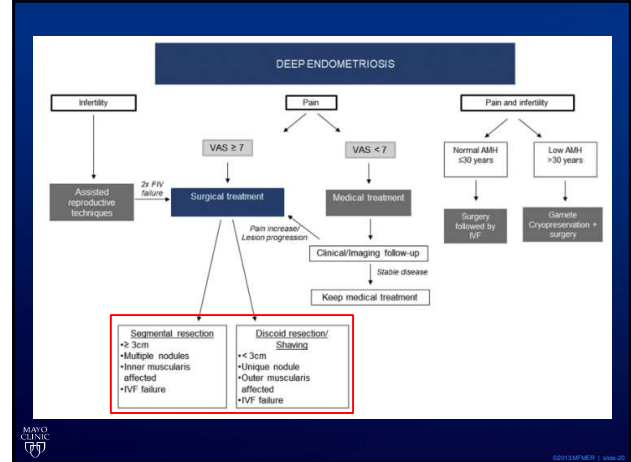 DEEP ENDOMETRIOSIS
Infertility
Pain
Pain and infertility
VAS ≥ 7
VAS < 7
Normal AMH
≤30 years
Low AMH
>30 years
Assisted
reproductive
techniques
2x FIV
failure
Surgical treatment
Medical treatment
Surgery
followed by
IVF
Gamete
Cryopreservation +
surgery
Pain increase/
Lesion progression
Clinical/Imaging follow-up
Stable disease
Keep medical treatment
Segmental resection
•≥ 3cm
•Multiple nodules
•Inner muscularis
affected
•IVF failure
Discoid resection/
Shaving
•< 3cm
•Unique nodule
•Outer muscularis
affected
•IVF failure
MAYO
CLINIC
©2013 MFMER | slide-20